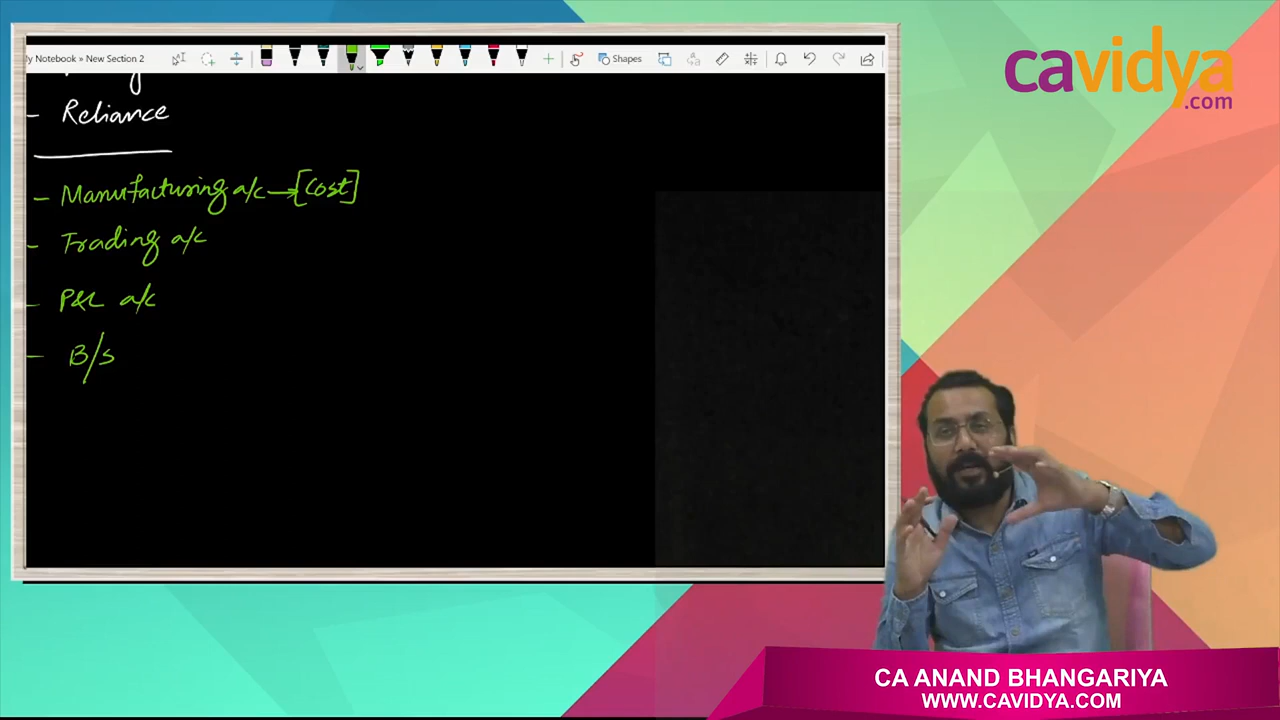 y Notebook » New Section 2
Shapes
- Reliance
- Manufacturing a/c → [Cost]
- Trading a/c
- P&L a/c
- B/s
cavidya
.com
CA ANAND BHANGARIYA
WWW.CAVIDYA.COM